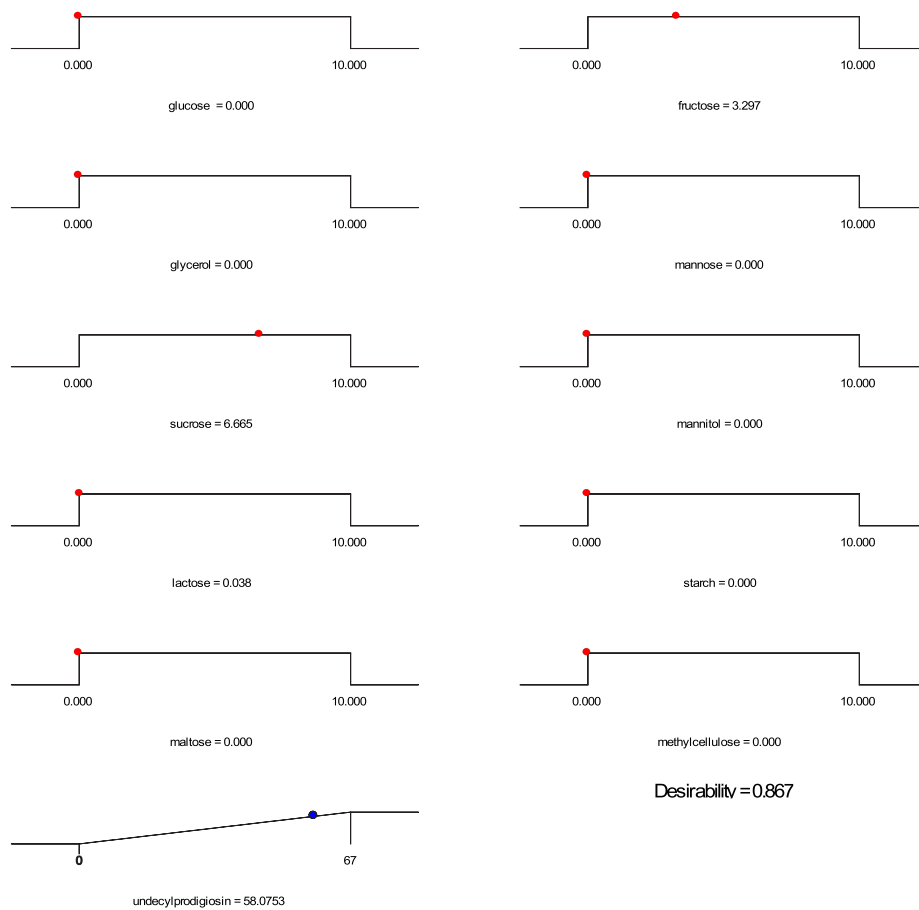 0.000 10.000 0.000 10.000
glucose = 0.000 fructose = 3.297
0.000 10.000 0.000 10.000
glycerol = 0.000 mannose = 0.000
0.000 10.000 0.000 10.000
sucrose = 6.665 mannitol = 0.000
0.000 10.000 0.000 10.000
lactose = 0.038 starch = 0.000
0.000 10.000 0.000 10.000
maltose = 0.000 methylcellulose = 0.000
Desirability = 0.867
0 67
undecylprodigiosin = 58.0753